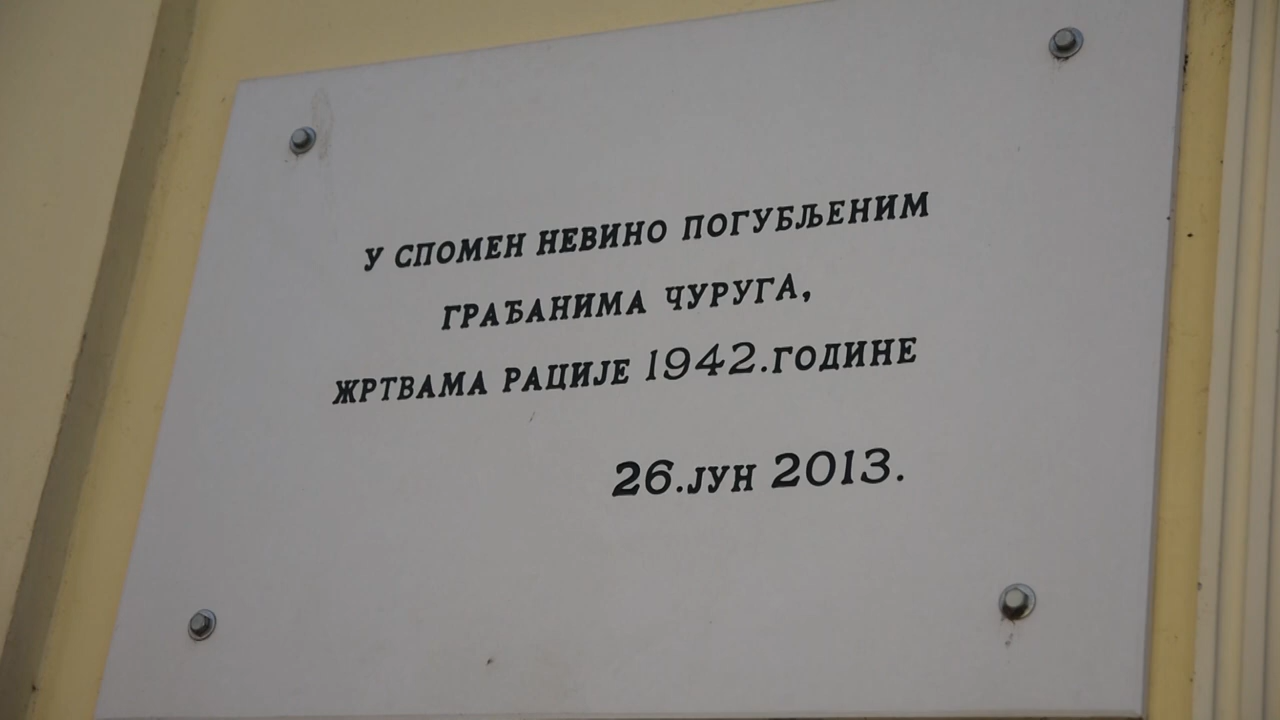 У СПОМЕН НЕВИНО ПОГУБЉЕНИМ
ГРАЂАНИМА ЧУРУГА,
ЖРТВАМА РАЦИЈЕ 1942.ГОДИНЕ
26.ЈУН 2013.